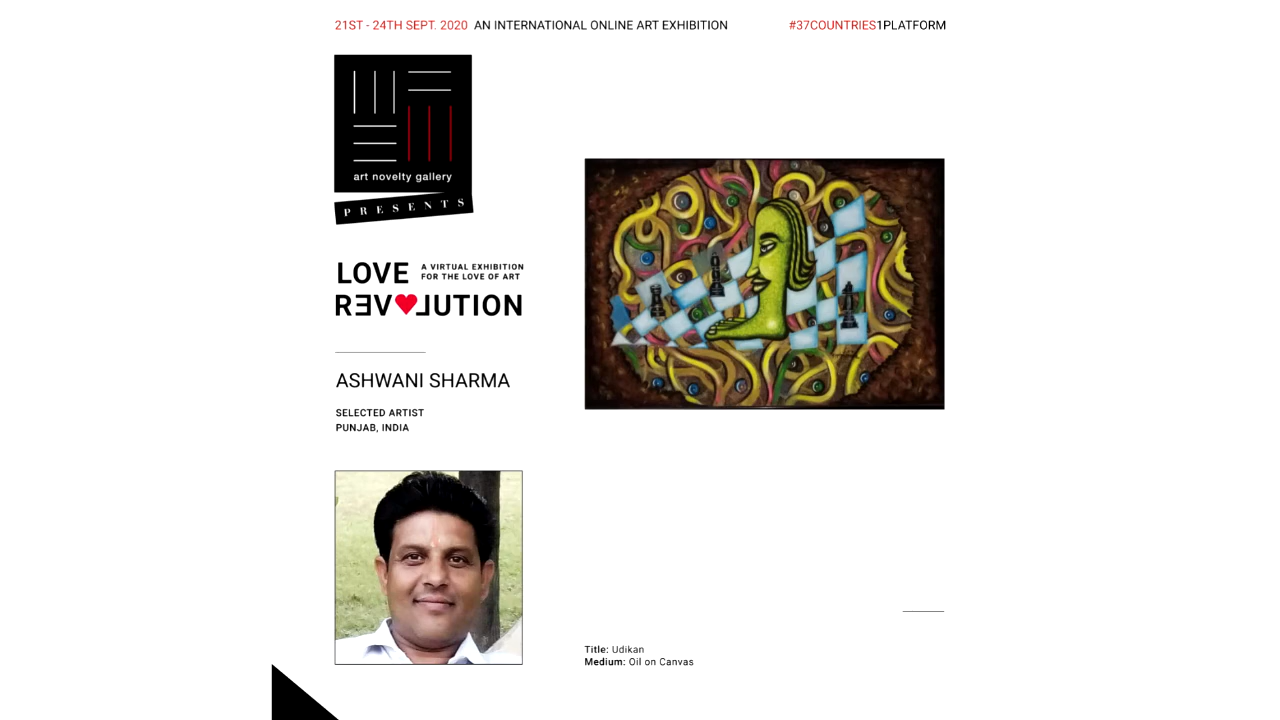 21ST - 24TH SEPT. 2020 AN INTERNATIONAL ONLINE ART EXHIBITION
#37COUNTRIES1PLATFORM
art novelty gallery
PRESENTS
LOVE
A VIRTUAL EXHIBITION
FOR THE LOVE OF ART
REVOLUTION
ASHWANI SHARMA
SELECTED ARTIST
PUNJAB, INDIA
Title: Udikan
Medium: Oil on Canvas